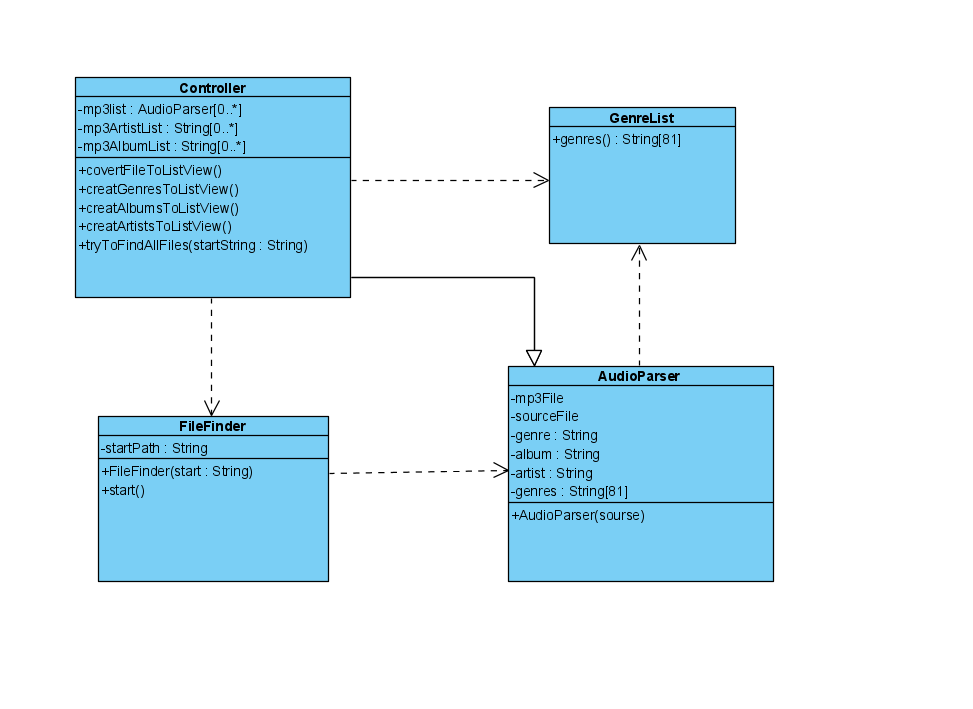 Controller
-mp3list : AudioParser[0..*]
-mp3ArtistList : String[0..*]
-mp3AlbumList : String[0..*]
+covertFileToListView()
+creatGenresToListView()
+creatAlbumsToListView()
+creatArtistsToListView()
+tryToFindAllFiles(startString : String)
GenreList
+genres() : String[81]
FileFinder
-startPath : String
+FileFinder(start : String)
+start()
AudioParser
-mp3File
-sourceFile
-genre : String
-album : String
-artist : String
-genres : String[81]
+AudioParser(sourse)